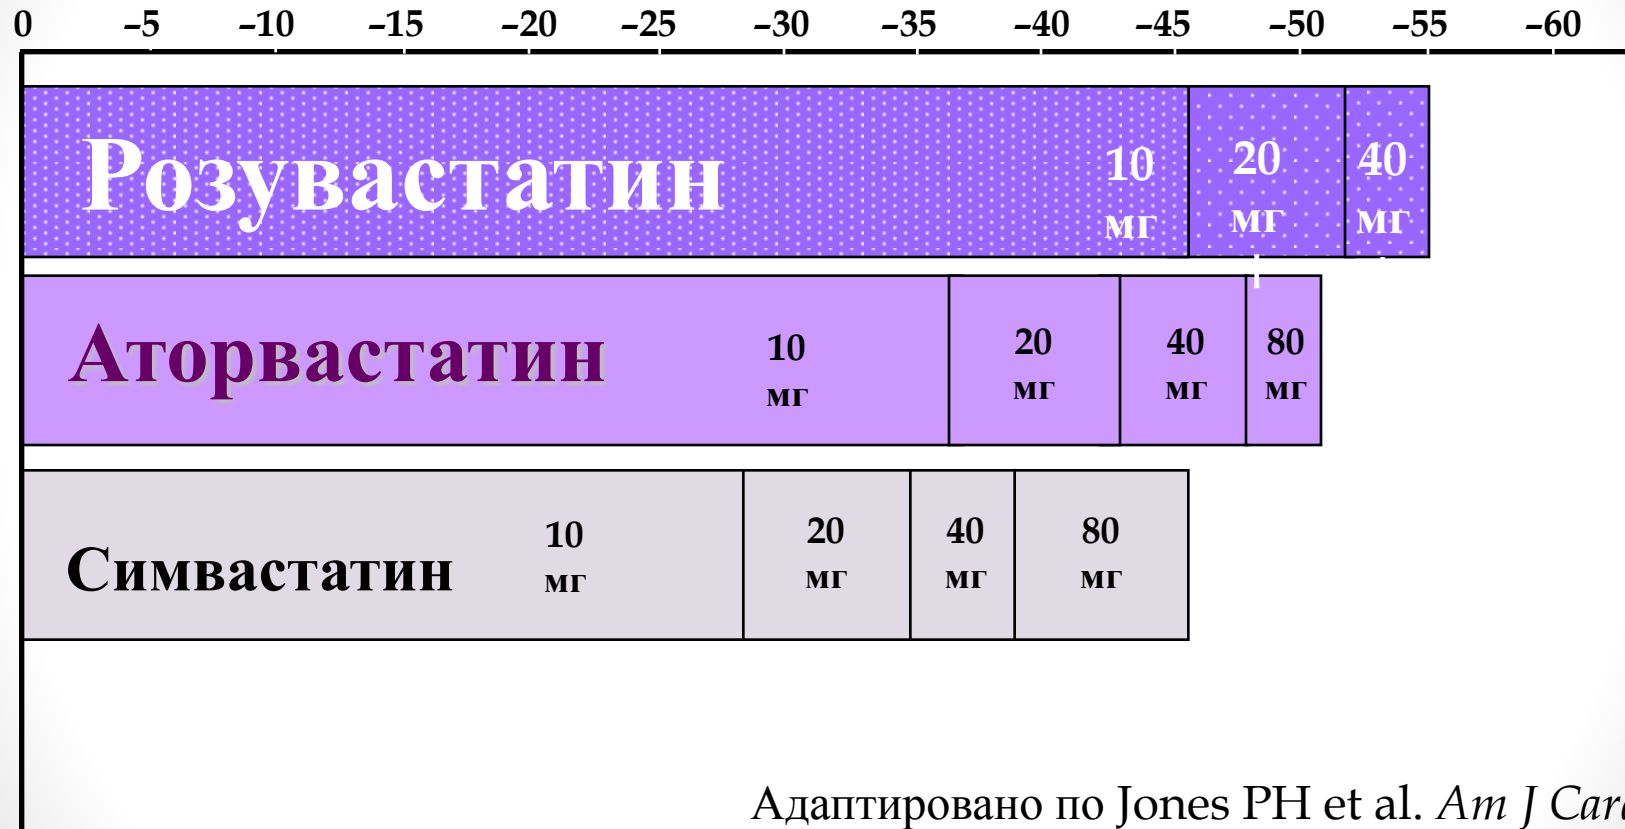 0 –5 –10 –15 –20 –25 –30 –35 –40 –45 –50 –55 –60
Розувастатин
10
мг
20
мг
40
мг
Аторвастатин
10
мг
20
мг
40
мг
80
мг
Симвастатин
10
мг
20
мг
40
мг
80
мг
Адаптировано по Jones PH et al. Am J